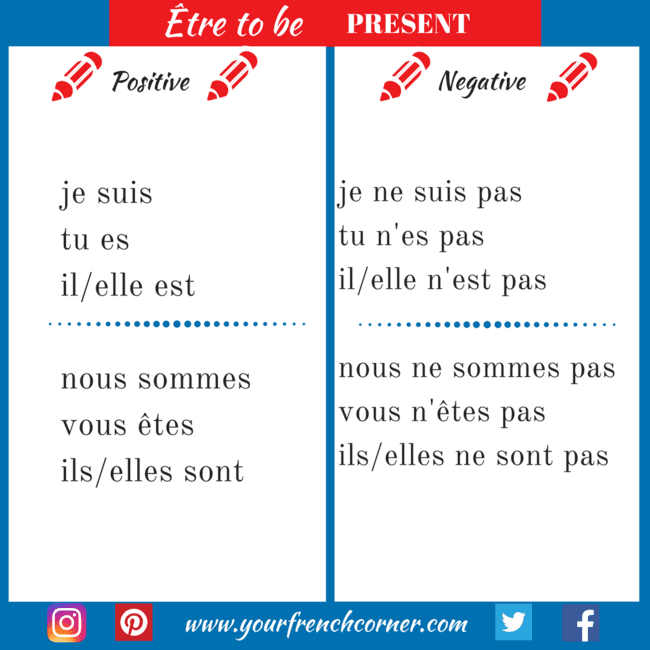 Être to be PRESENT
Positive
je suis
tu es
il/elle est
nous sommes
vous êtes
ils/elles sont
Negative
je ne suis pas
tu n'es pas
il/elle n'est pas
nous ne sommes pas
vous n'êtes pas
ils/elles ne sont pas
www.yourfrenchcorner.com